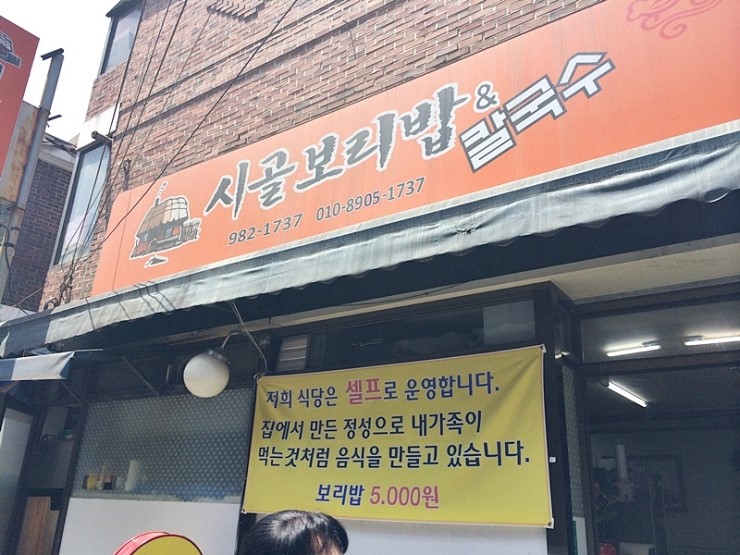 시골보리밥 & 칼국수
982-1737 010-8905-1737
저희 식당은 셀프로 운영합니다.
집에서 만든 정성으로 내가족이
먹는것처럼 음식을 만들고 있습니다.
보리밥 5.000원